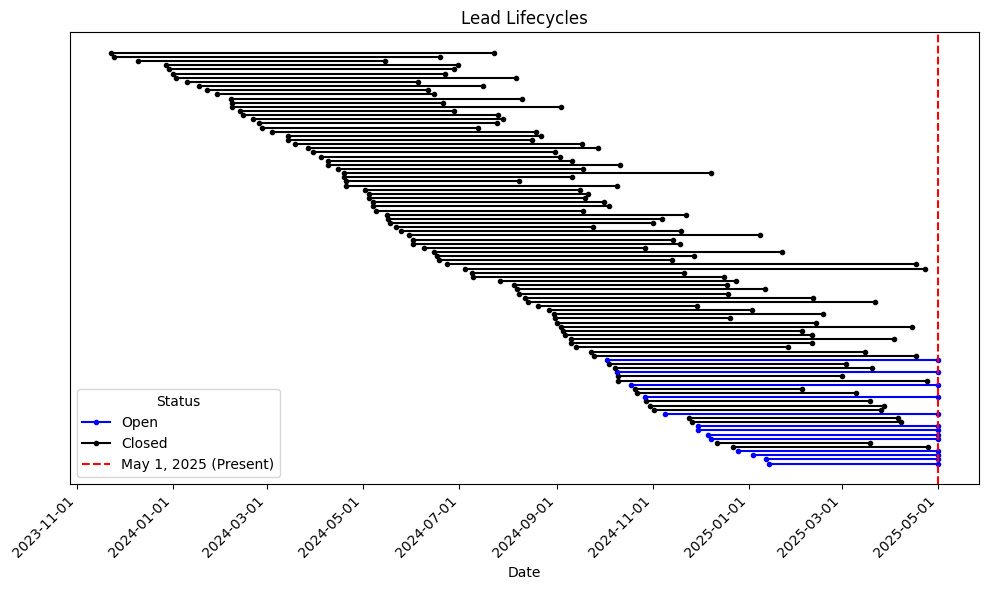 Lead Lifecycles
Status
Open
Closed
May 1, 2025 (Present)
2023-11-01
2024-01-01
2024-03-01
2024-05-01
2024-07-01
2024-09-01
2024-11-01
2025-01-01
2025-03-01
2025-05-01
Date